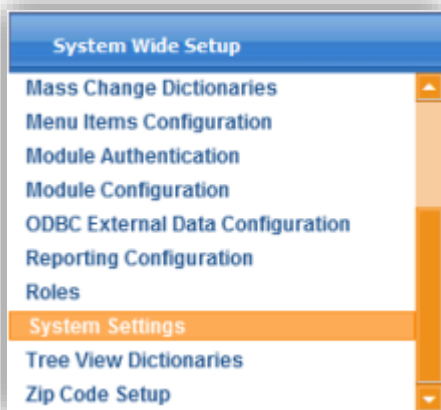 System Wide Setup
Mass Change Dictionaries
Menu Items Configuration
Module Authentication
Module Configuration
ODBC External Data Configuration
Reporting Configuration
Roles
System Settings
Tree View Dictionaries
Zip Code Setup